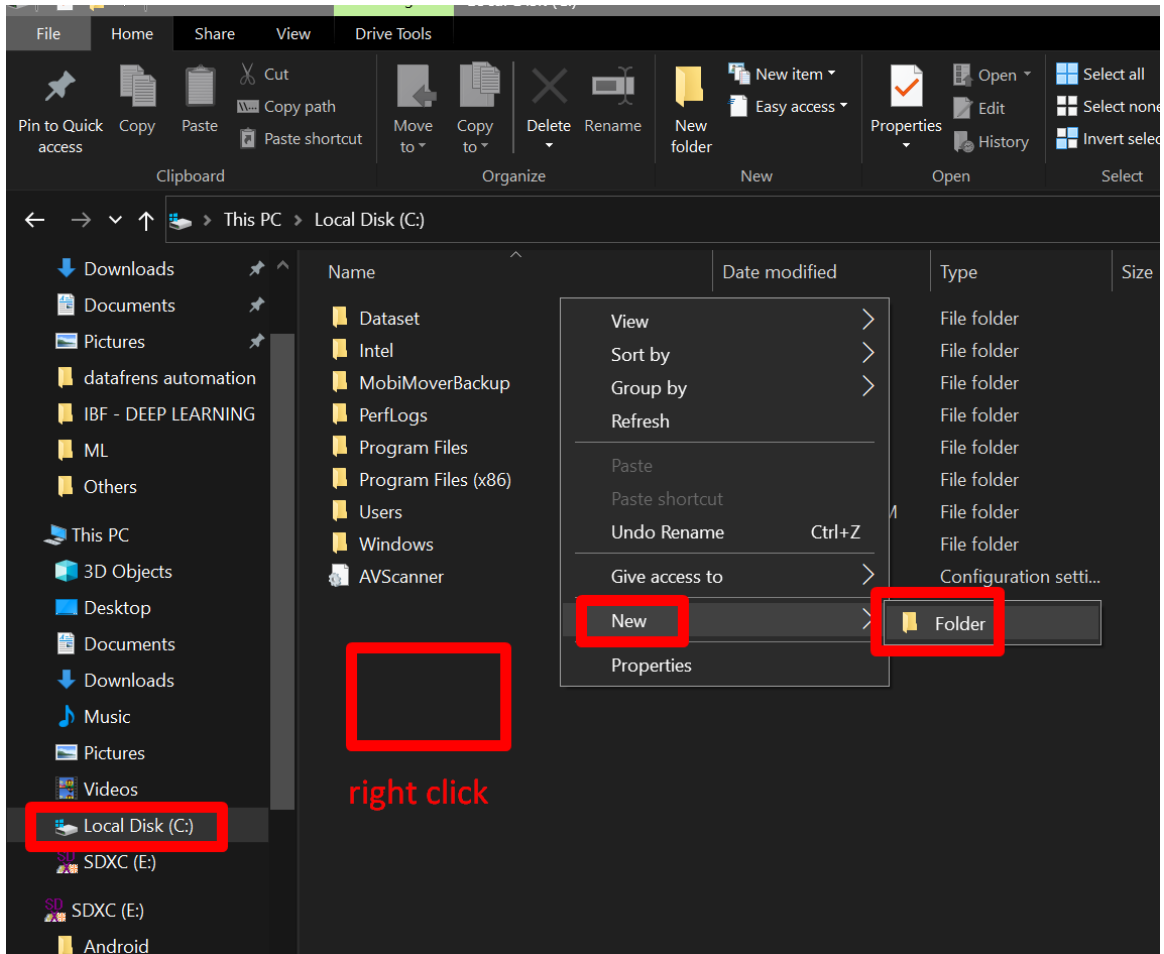 File Home Share View Drive Tools
Pin to Quick access
Copy
Paste
Cut
Copy path
Paste shortcut
Move to
Copy to
Delete
Rename
New folder
New item
Easy access
Properties
Open
Edit
History
Select all
Select none
Invert selec
Clipboard Organize New Open Select
This PC > Local Disk (C:)
Downloads
Documents
Pictures
datafrens automation
IBF - DEEP LEARNING
ML
Others
This PC
3D Objects
Desktop
Documents
Downloads
Music
Pictures
Videos
Local Disk (C:)
SDXC (E:)
SDXC (E:)
Android
Name Date modified Type Size
Dataset File folder
Intel File folder
MobiMoverBackup File folder
PerfLogs File folder
Program Files File folder
Program Files (x86) File folder
Users M File folder
Windows File folder
AVScanner Configuration setti...
View
Sort by
Group by
Refresh
Paste
Paste shortcut
Undo Rename Ctrl+Z
Give access to
New
Folder
Properties
right click